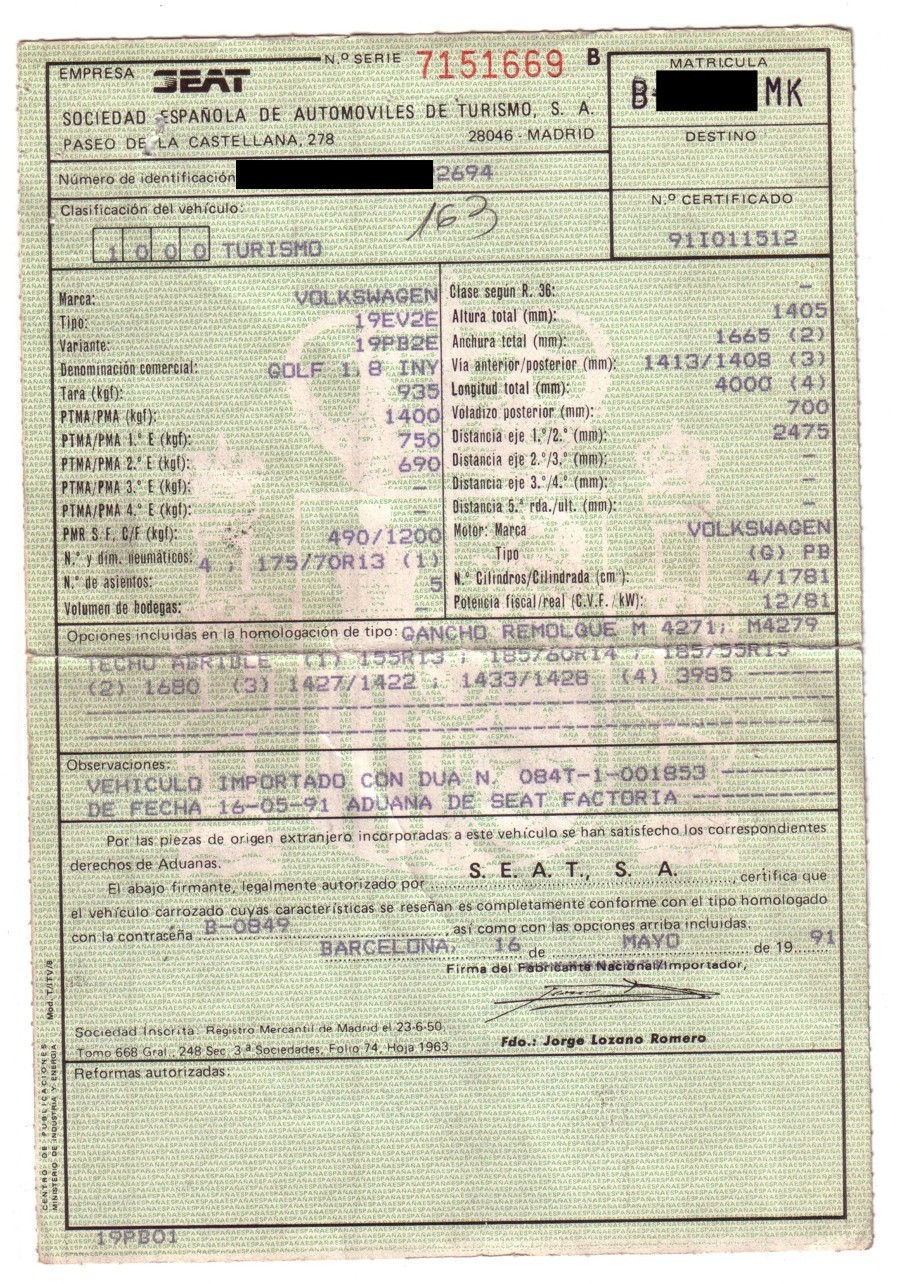 EMPRESA SEAT
N.º SERIE 7151669 B
SOCIEDAD ESPAÑOLA DE AUTOMOVILES DE TURISMO, S. A.
PASEO DE LA CASTELLANA, 278 28046 - MADRID
MATRICULA
B- MK
DESTINO
Número de identificación 2694
N.º CERTIFICADO
91I011512
Clasificación del vehículo:
163
1000 TURISMO
Marca: VOLKSWAGEN
Tipo: 19EV2E
Variante: 19PB2E
Denominación comercial: GOLF 1.8 INY
Tara (kgf): 935
PTMA/PMA (kgf): 1400
PTMA/PMA 1.º E (kgf): 750
PTMA/PMA 2.º E (kgf): 690
PTMA/PMA 3.º E (kgf): -
PTMA/PMA 4.º E (kgf): -
PMR S/F, C/F (kgf): 490/1200
N.º y dim. neumáticos: 4 ; 175/70R13 (1)
N.º de asientos: 5
Volumen de bodegas: -
Clase según R. 36: -
Altura total (mm): 1405
Anchura total (mm): 1665 (2)
Vía anterior/posterior (mm): 1413/1408 (3)
Longitud total (mm): 4000 (4)
Voladizo posterior (mm): 700
Distancia eje 1.º/2.º (mm): 2475
Distancia eje 2.º/3.º (mm): -
Distancia eje 3.º/4.º (mm): -
Distancia 5.ª rda./ult. (mm): -
Motor: Marca VOLKSWAGEN
Tipo (G) PB
N.º Cilindros/Cilindrada (cm³): 4/1781
Potencia fiscal/real (C.V.F./kW): 12/81
Opciones incluidas en la homologación de tipo: GANCHO REMOLQUE M 4271; M4279
TECHO ABRIBLE (1) 155R13 ; 185/60R14 ; 185/55R15
(2) 1680 (3) 1427/1422 ; 1433/1428 (4) 3985 ------
Observaciones:
VEHICULO IMPORTADO CON DUA N. 084T-1-001853 --------
DE FECHA 16-05-91 ADUANA DE SEAT FACTORIA ----------
Por las piezas de origen extranjero incorporadas a este vehículo se han satisfecho los correspondientes
derechos de Aduanas.
El abajo firmante, legalmente autorizado por S. E. A. T., S. A. , certifica que
el vehículo carrozado cuyas características se reseñan es completamente conforme con el tipo homologado
con la contraseña B-0849 , así como con las opciones arriba incluidas.
BARCELONA, 16 de MAYO de 19 91
Firma del Fabricante Nacional/Importador,
Sociedad Inscrita: Registro Mercantil de Madrid el 23-6-50.
Tomo 668 Gral., 248 Sec. 3ª Sociedades, Folio 74, Hoja 1963
Fdo.: Jorge Lozano Romero
Reformas autorizadas:
Mod. T/ITV/B
CENTRO DE PUBLICACIONES
MINISTERIO DE INDUSTRIA Y ENERGIA
19PB01